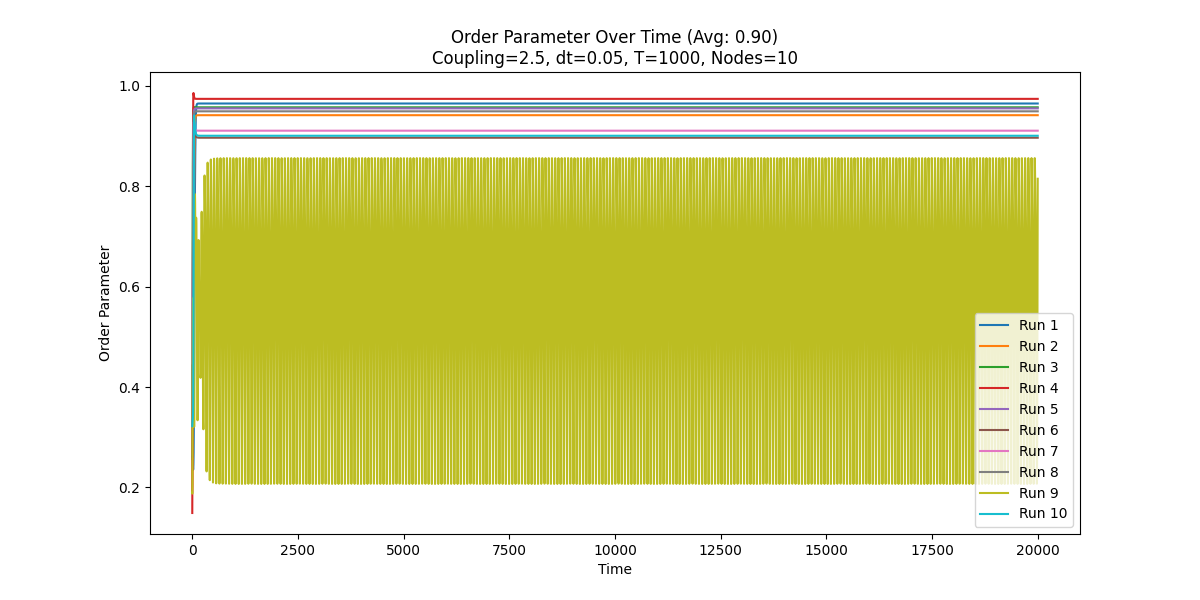 Order Parameter Over Time (Avg: 0.90)
Coupling=2.5, dt=0.05, T=1000, Nodes=10
Order Parameter
1.0
0.8
0.6
0.4
0.2
0 2500 5000 7500 10000 12500 15000 17500 20000
Time
Run 1
Run 2
Run 3
Run 4
Run 5
Run 6
Run 7
Run 8
Run 9
Run 10